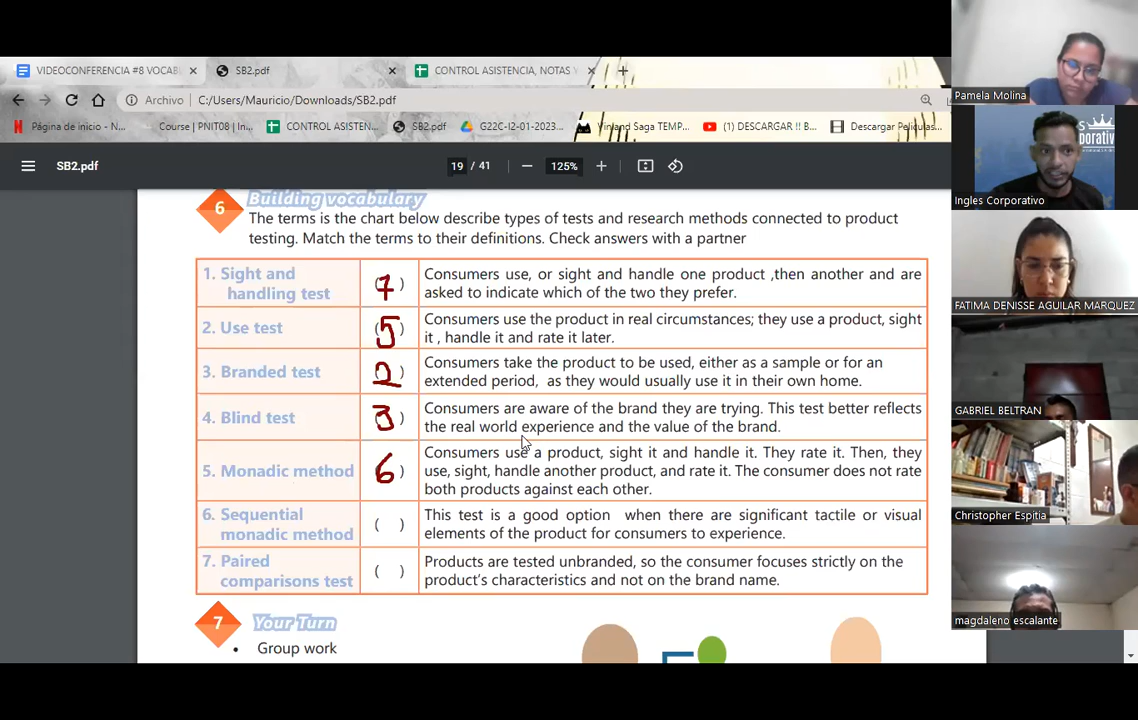 VIDEOCONFERENCIA #8 VOCAB
SB2.pdf
CONTROL ASISTENCIA, NOTAS Y
Archivo
C:/Users/Mauricio/Downloads/SB2.pdf
Página de inicio - N...
Course | PNIT08 | In...
CONTROL ASISTEN...
SB2.pdf
G22C-I2-01-2023...
Vinland Saga TEMP...
(1) DESCARGAR !! B...
Descargar Peliculas...
SB2.pdf
19 / 41
125%
6
Building vocabulary
The terms is the chart below describe types of tests and research methods connected to product
testing. Match the terms to their definitions. Check answers with a partner
1. Sight and
handling test
(7)
Consumers use, or sight and handle one product ,then another and are
asked to indicate which of the two they prefer.
2. Use test
(5)
Consumers use the product in real circumstances; they use a product, sight
it , handle it and rate it later.
3. Branded test
(2)
Consumers take the product to be used, either as a sample or for an
extended period, as they would usually use it in their own home.
4. Blind test
(3)
Consumers are aware of the brand they are trying. This test better reflects
the real world experience and the value of the brand.
5. Monadic method
(6)
Consumers use a product, sight it and handle it. They rate it. Then, they
use, sight, handle another product, and rate it. The consumer does not rate
both products against each other.
6. Sequential
monadic method
( )
This test is a good option when there are significant tactile or visual
elements of the product for consumers to experience.
7. Paired
comparisons test
( )
Products are tested unbranded, so the consumer focuses strictly on the
product's characteristics and not on the brand name.
7
Your Turn
• Group work
Pamela Molina
Ingles Corporativo
FATIMA DENISSE AGUILAR MARQUEZ
GABRIEL BELTRAN
Christopher Espitia
magdaleno escalante